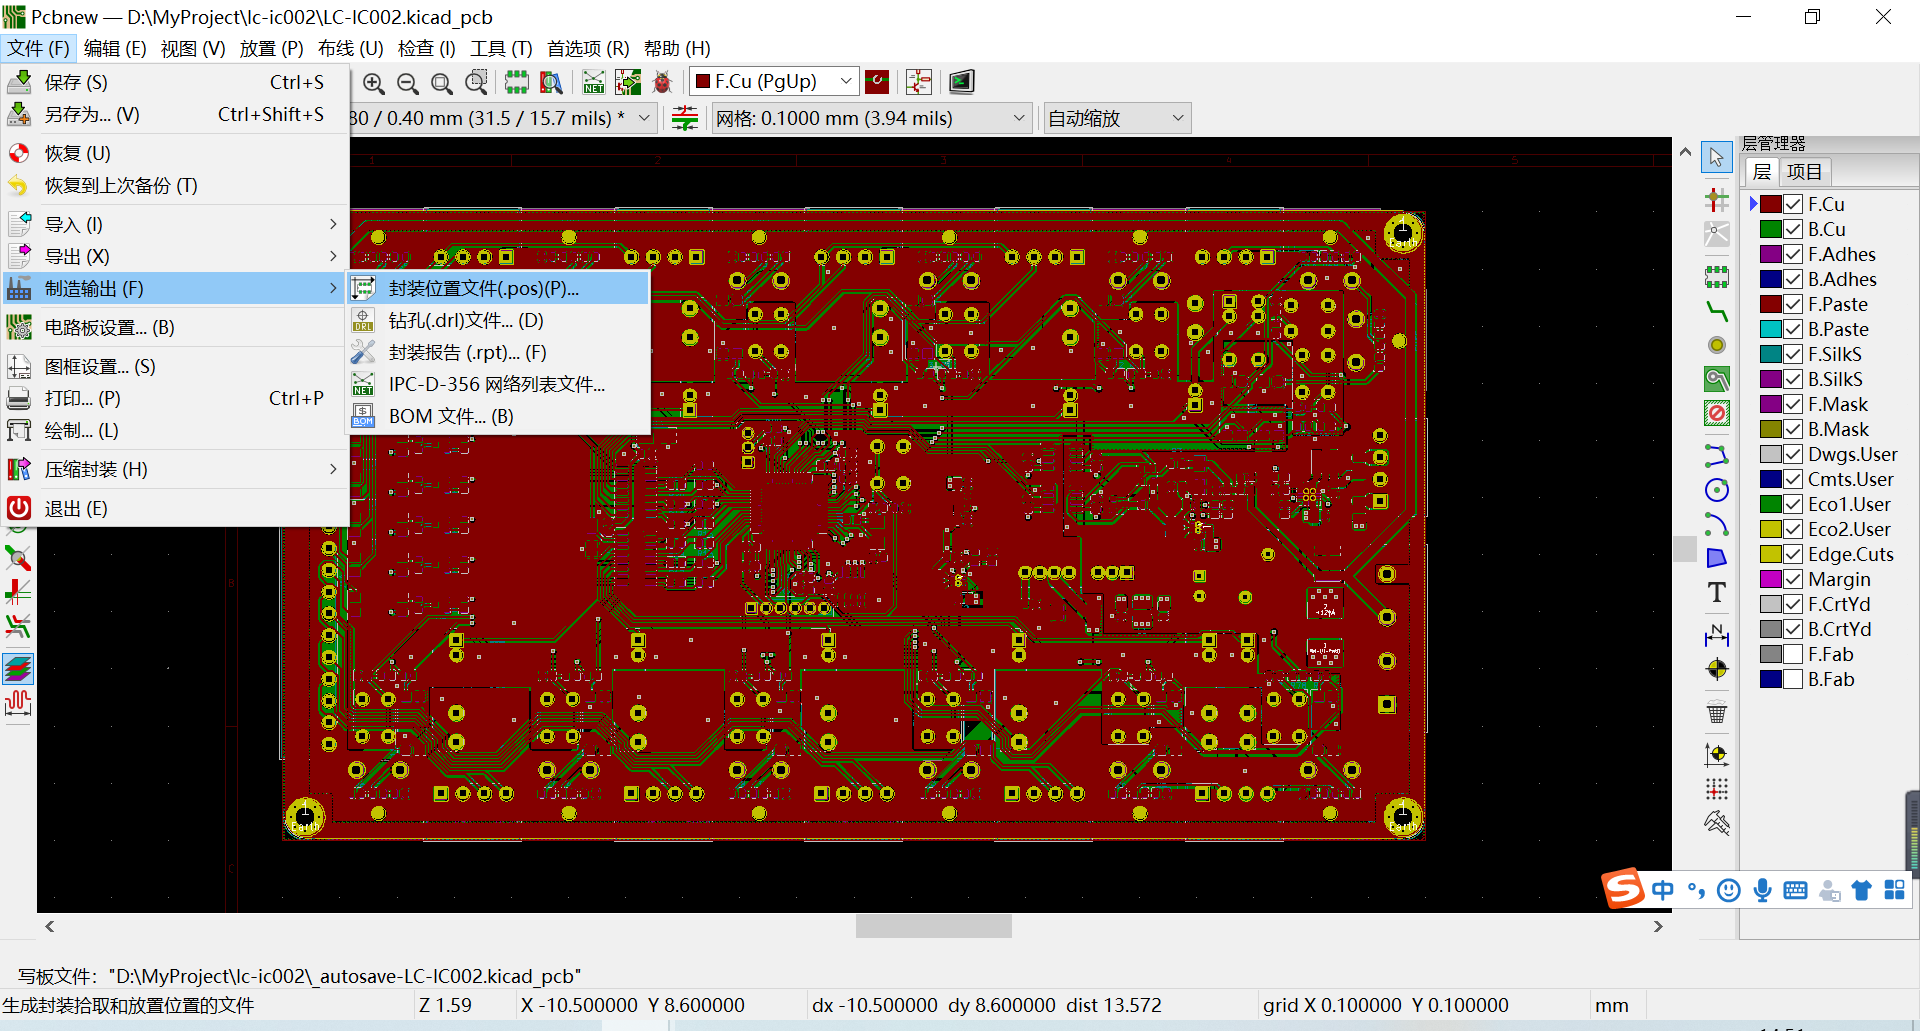 Pcbnew — D:\MyProject\lc-ic002\LC-IC002.kicad_pcb
文件 (F) 编辑 (E) 视图 (V) 放置 (P) 布线 (U) 检查 (I) 工具 (T) 首选项 (R) 帮助 (H)
F.Cu (PgUp)
80 / 0.40 mm (31.5 / 15.7 mils) *
网格: 0.1000 mm (3.94 mils)
自动缩放
保存 (S) Ctrl+S
另存为... (V) Ctrl+Shift+S
恢复 (U)
恢复到上次备份 (T)
导入 (I)
导出 (X)
制造输出 (F)
电路板设置... (B)
图框设置... (S)
打印... (P) Ctrl+P
绘制... (L)
压缩封装 (H)
退出 (E)
封装位置文件(.pos)(P)...
钻孔(.drl)文件... (D)
封装报告 (.rpt)... (F)
IPC-D-356 网络列表文件...
BOM 文件... (B)
层管理器
层 项目
F.Cu
B.Cu
F.Adhes
B.Adhes
F.Paste
B.Paste
F.SilkS
B.SilkS
F.Mask
B.Mask
Dwgs.User
Cmts.User
Eco1.User
Eco2.User
Edge.Cuts
Margin
F.CrtYd
B.CrtYd
F.Fab
B.Fab
1
Earth
1
Earth
1
Earth
中
写板文件: "D:\MyProject\lc-ic002\_autosave-LC-IC002.kicad_pcb"
生成封装拾取和放置位置的文件
Z 1.59
X -10.500000 Y 8.600000
dx -10.500000 dy 8.600000 dist 13.572
grid X 0.100000 Y 0.100000
mm